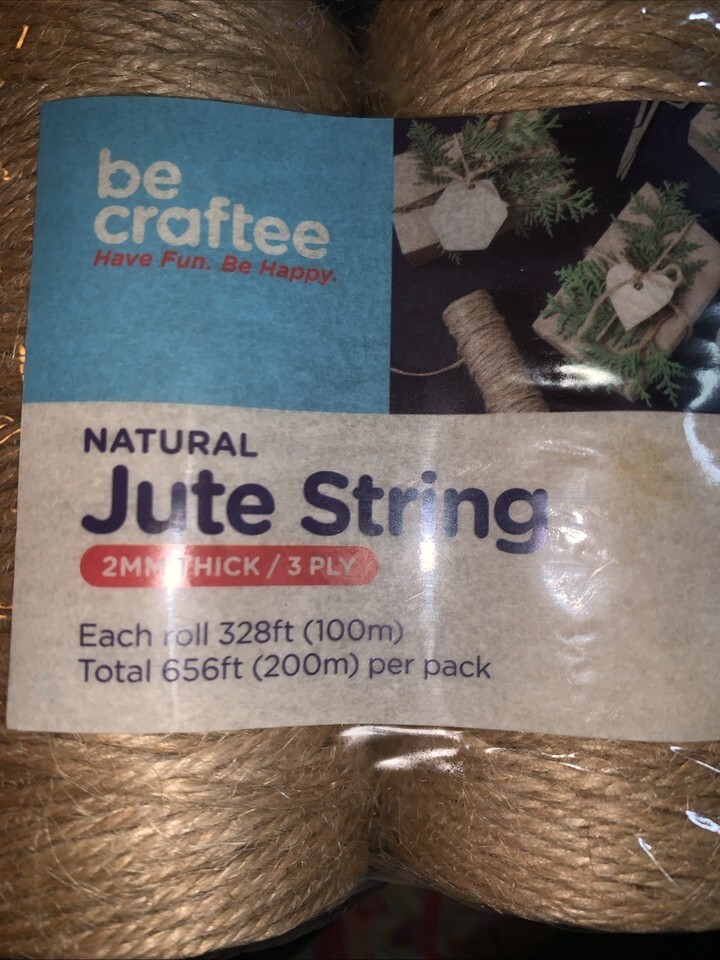 be
craftee
Have Fun. Be Happy.
NATURAL
Jute String
2MM THICK / 3 PLY
Each roll 328ft (100m)
Total 656ft (200m) per pack